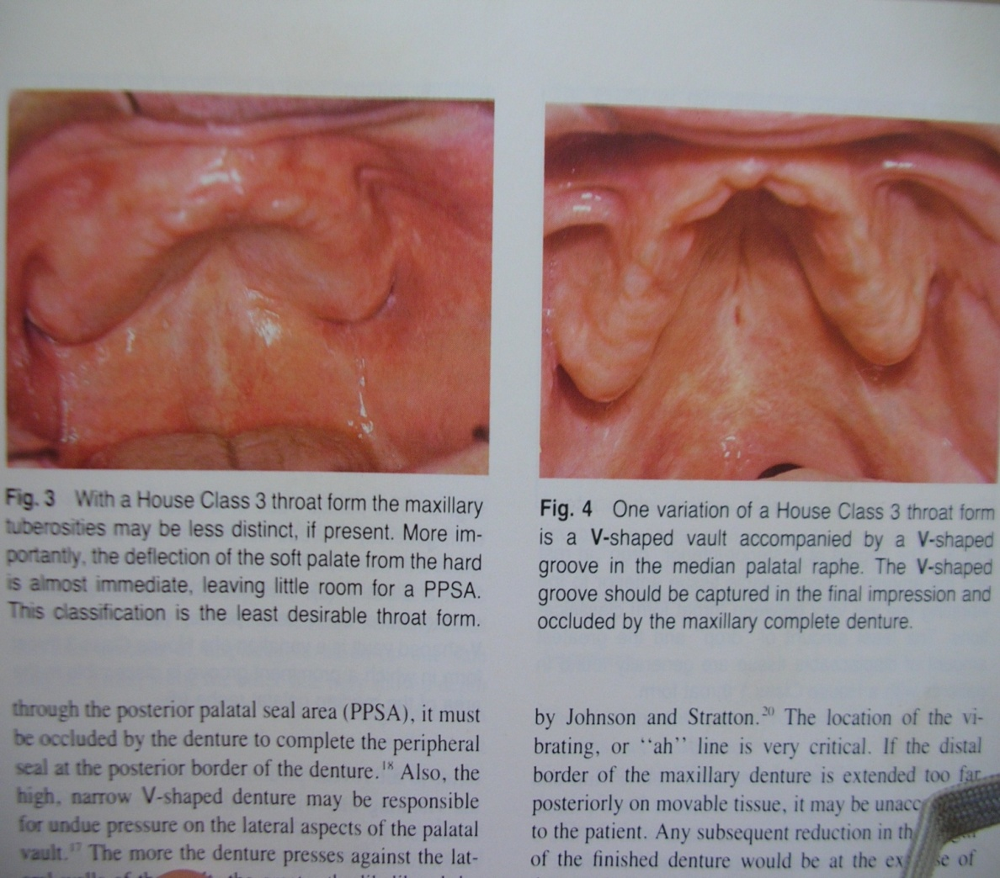 Fig. 3 With a House Class 3 throat form the maxillary
tuberosities may be less distinct, if present. More im-
portantly, the deflection of the soft palate from the hard
is almost immediate, leaving little room for a PPSA.
This classification is the least desirable throat form.
through the posterior palatal seal area (PPSA), it must
be occluded by the denture to complete the peripheral
seal at the posterior border of the denture.18 Also, the
high, narrow V-shaped denture may be responsible
for undue pressure on the lateral aspects of the palatal
vault.17 The more the denture presses against the lat-
Fig. 4 One variation of a House Class 3 throat form
is a V-shaped vault accompanied by a V-shaped
groove in the median palatal raphe. The V-shaped
groove should be captured in the final impression and
occluded by the maxillary complete denture.
by Johnson and Stratton.20 The location of the vi-
brating, or “ah” line is very critical. If the distal
border of the maxillary denture is extended too far
posteriorly on movable tissue, it may be
to the patient. Any subsequent reduction in
of the finished denture would be at the of